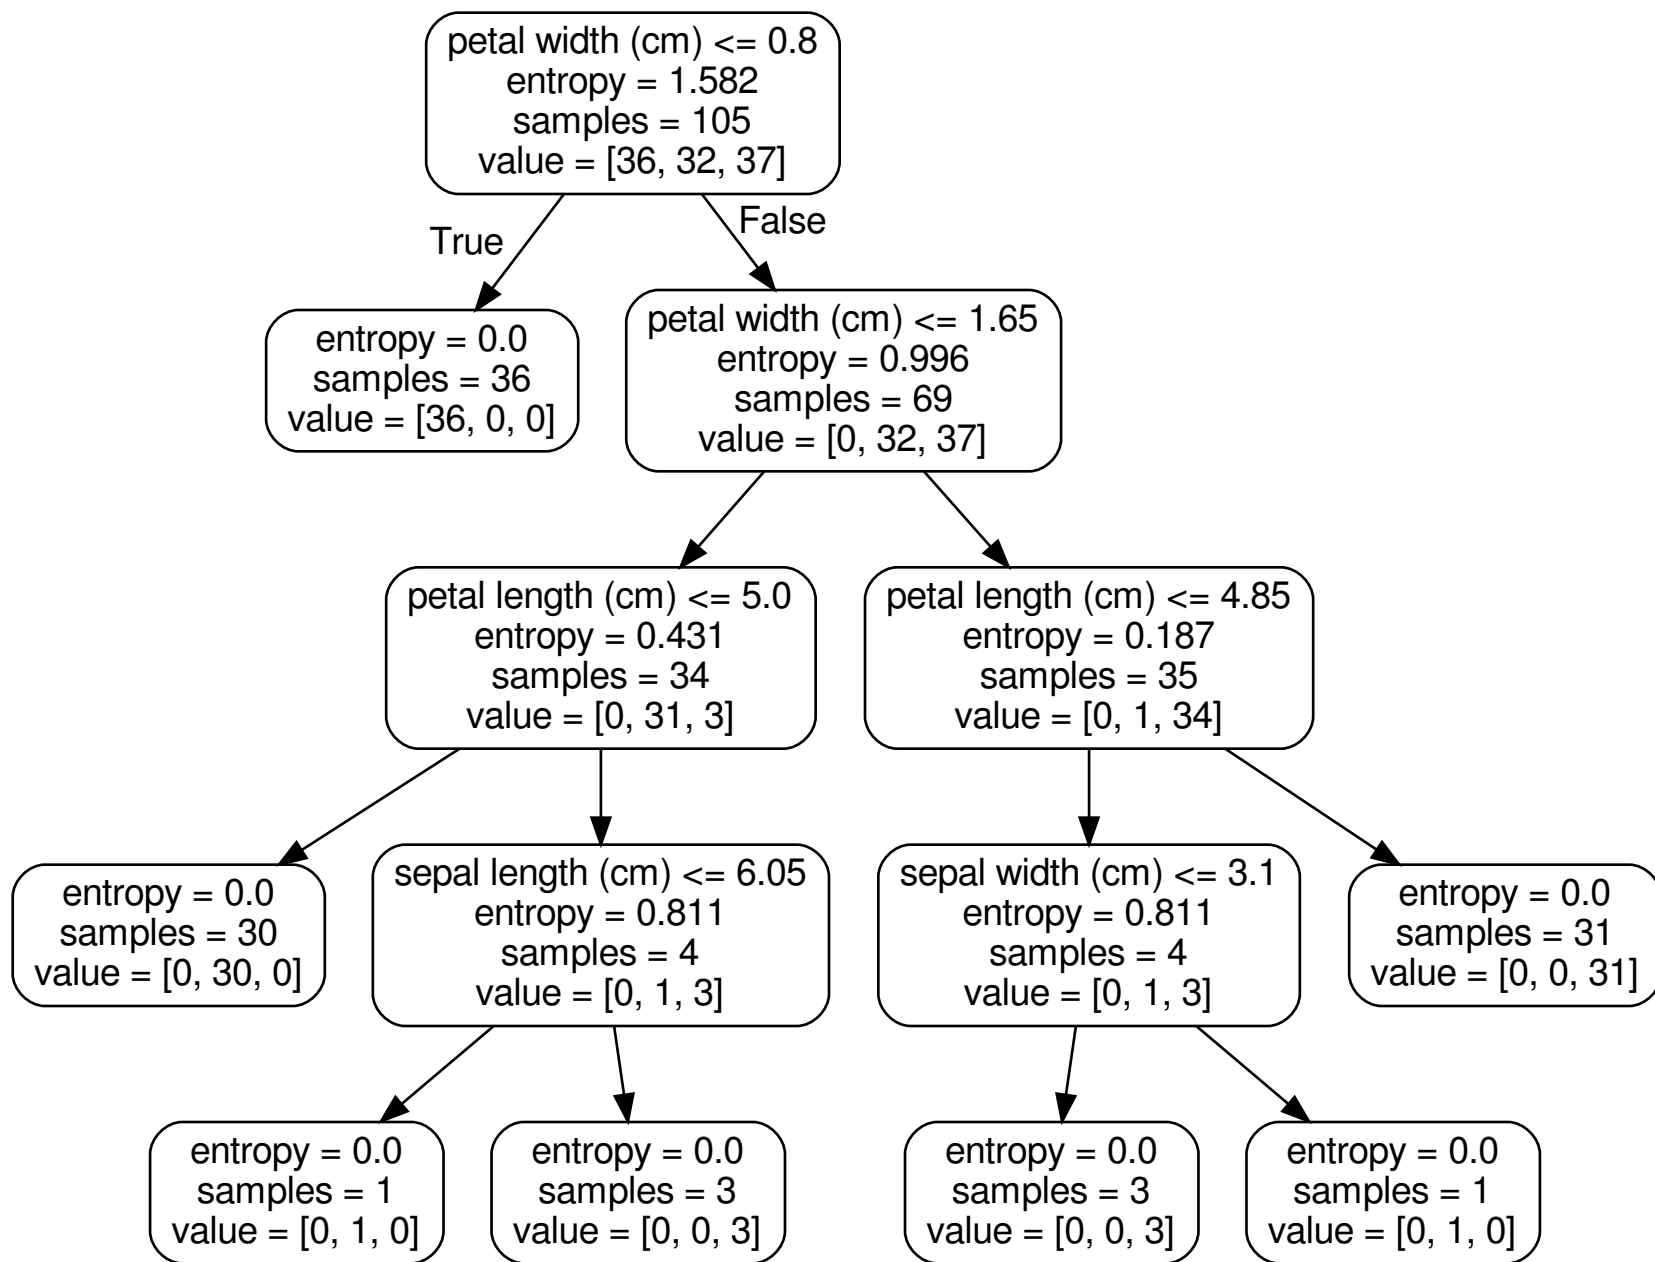 petal width (cm) <= 0.8
entropy = 1.582
samples = 105
value = [36, 32, 37]
True
False
entropy = 0.0
samples = 36
value = [36, 0, 0]
petal width (cm) <= 1.65
entropy = 0.996
samples = 69
value = [0, 32, 37]
petal length (cm) <= 5.0
entropy = 0.431
samples = 34
value = [0, 31, 3]
petal length (cm) <= 4.85
entropy = 0.187
samples = 35
value = [0, 1, 34]
entropy = 0.0
samples = 30
value = [0, 30, 0]
sepal length (cm) <= 6.05
entropy = 0.811
samples = 4
value = [0, 1, 3]
sepal width (cm) <= 3.1
entropy = 0.811
samples = 4
value = [0, 1, 3]
entropy = 0.0
samples = 31
value = [0, 0, 31]
entropy = 0.0
samples = 1
value = [0, 1, 0]
entropy = 0.0
samples = 3
value = [0, 0, 3]
entropy = 0.0
samples = 3
value = [0, 0, 3]
entropy = 0.0
samples = 1
value = [0, 1, 0]